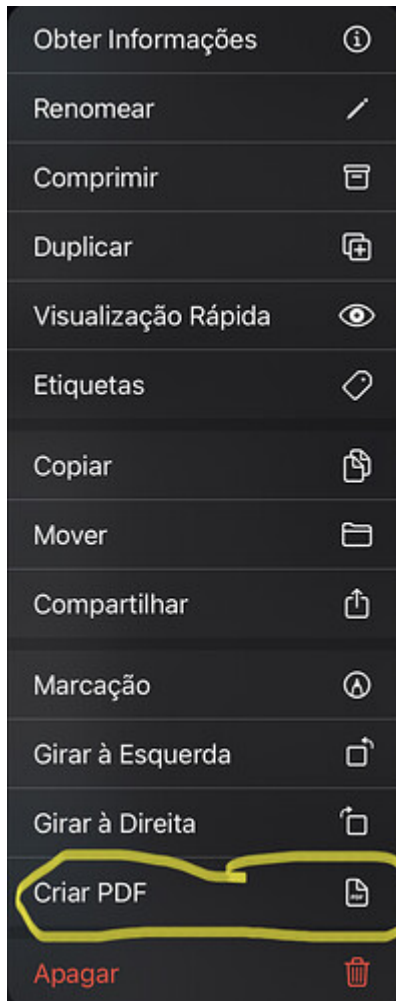 Obter Informações
Renomear
Comprimir
Duplicar
Visualização Rápida
Etiquetas
Copiar
Mover
Compartilhar
Marcação
Girar à Esquerda
Girar à Direita
Criar PDF
Apagar